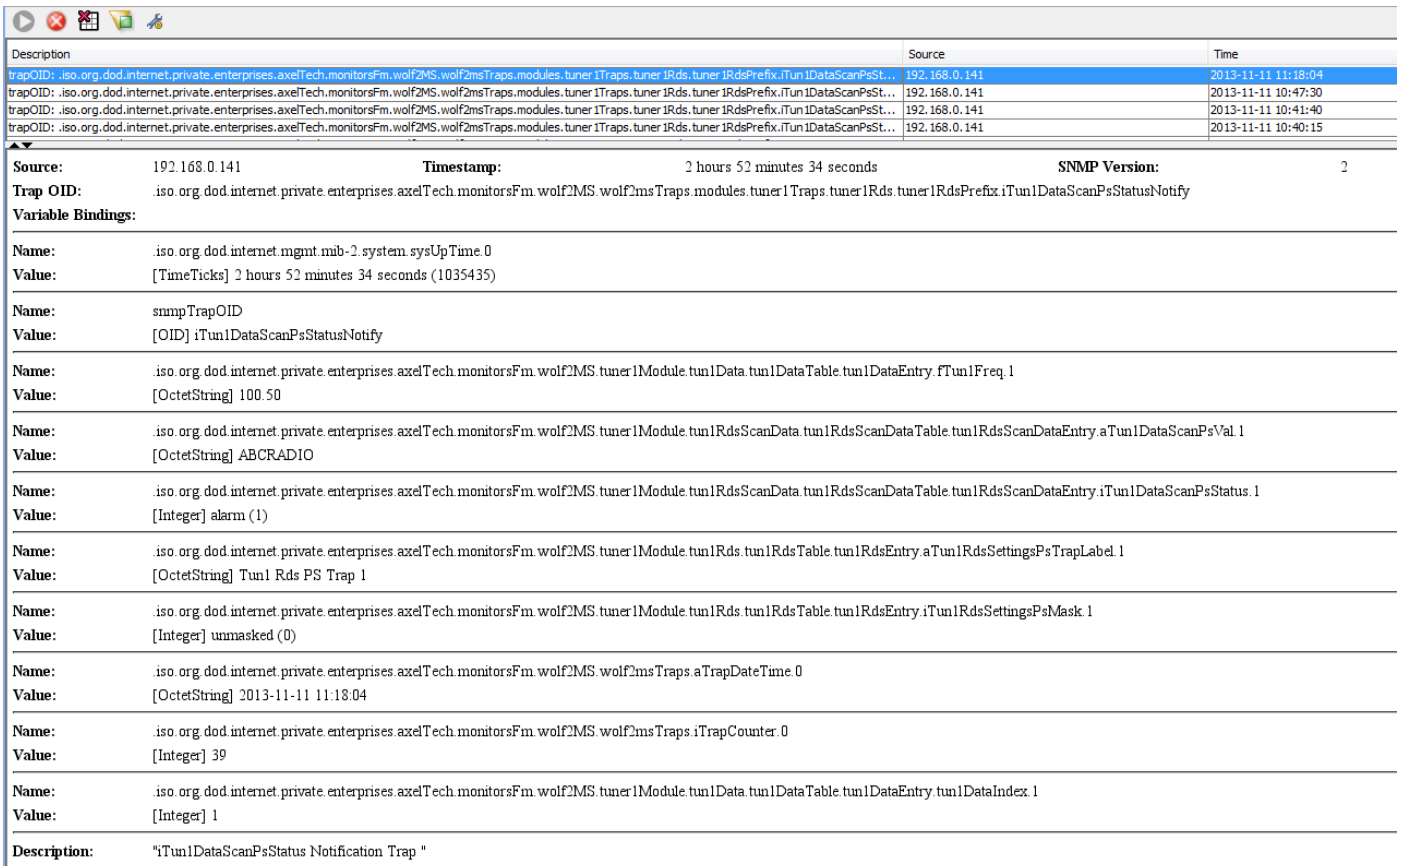 Description Source Time
trapOID: .iso.org.dod.internet.private.enterprises.axelTech.monitorsFm.wolf2MS.wolf2msTraps.modules.tuner1Traps.tuner1Rds.tuner1RdsPrefix.iTun1DataScanPsSt... 192.168.0.141 2013-11-11 11:18:04
trapOID: .iso.org.dod.internet.private.enterprises.axelTech.monitorsFm.wolf2MS.wolf2msTraps.modules.tuner1Traps.tuner1Rds.tuner1RdsPrefix.iTun1DataScanPsSt... 192.168.0.141 2013-11-11 10:47:30
trapOID: .iso.org.dod.internet.private.enterprises.axelTech.monitorsFm.wolf2MS.wolf2msTraps.modules.tuner1Traps.tuner1Rds.tuner1RdsPrefix.iTun1DataScanPsSt... 192.168.0.141 2013-11-11 10:41:40
trapOID: .iso.org.dod.internet.private.enterprises.axelTech.monitorsFm.wolf2MS.wolf2msTraps.modules.tuner1Traps.tuner1Rds.tuner1RdsPrefix.iTun1DataScanPsSt... 192.168.0.141 2013-11-11 10:40:15
Source: 192.168.0.141 Timestamp: 2 hours 52 minutes 34 seconds SNMP Version: 2
Trap OID: .iso.org.dod.internet.private.enterprises.axelTech.monitorsFm.wolf2MS.wolf2msTraps.modules.tuner1Traps.tuner1Rds.tuner1RdsPrefix.iTun1DataScanPsStatusNotify
Variable Bindings:
Name: .iso.org.dod.internet.mgmt.mib-2.system.sysUpTime.0
Value: [TimeTicks] 2 hours 52 minutes 34 seconds (1035435)
Name: snmpTrapOID
Value: [OID] iTun1DataScanPsStatusNotify
Name: .iso.org.dod.internet.private.enterprises.axelTech.monitorsFm.wolf2MS.tuner1Module.tun1Data.tun1DataTable.tun1DataEntry.fTun1Freq.1
Value: [OctetString] 100.50
Name: .iso.org.dod.internet.private.enterprises.axelTech.monitorsFm.wolf2MS.tuner1Module.tun1RdsScanData.tun1RdsScanDataTable.tun1RdsScanDataEntry.aTun1DataScanPsVal.1
Value: [OctetString] ABCRADIO
Name: .iso.org.dod.internet.private.enterprises.axelTech.monitorsFm.wolf2MS.tuner1Module.tun1RdsScanData.tun1RdsScanDataTable.tun1RdsScanDataEntry.iTun1DataScanPsStatus.1
Value: [Integer] alarm (1)
Name: .iso.org.dod.internet.private.enterprises.axelTech.monitorsFm.wolf2MS.tuner1Module.tun1Rds.tun1RdsTable.tun1RdsEntry.aTun1RdsSettingsPsTrapLabel.1
Value: [OctetString] Tun1 Rds PS Trap 1
Name: .iso.org.dod.internet.private.enterprises.axelTech.monitorsFm.wolf2MS.tuner1Module.tun1Rds.tun1RdsTable.tun1RdsEntry.iTun1RdsSettingsPsMask.1
Value: [Integer] unmasked (0)
Name: .iso.org.dod.internet.private.enterprises.axelTech.monitorsFm.wolf2MS.wolf2msTraps.aTrapDateTime.0
Value: [OctetString] 2013-11-11 11:18:04
Name: .iso.org.dod.internet.private.enterprises.axelTech.monitorsFm.wolf2MS.wolf2msTraps.iTrapCounter.0
Value: [Integer] 39
Name: .iso.org.dod.internet.private.enterprises.axelTech.monitorsFm.wolf2MS.tuner1Module.tun1Data.tun1DataTable.tun1DataEntry.tun1DataIndex.1
Value: [Integer] 1
Description: "iTun1DataScanPsStatus Notification Trap "